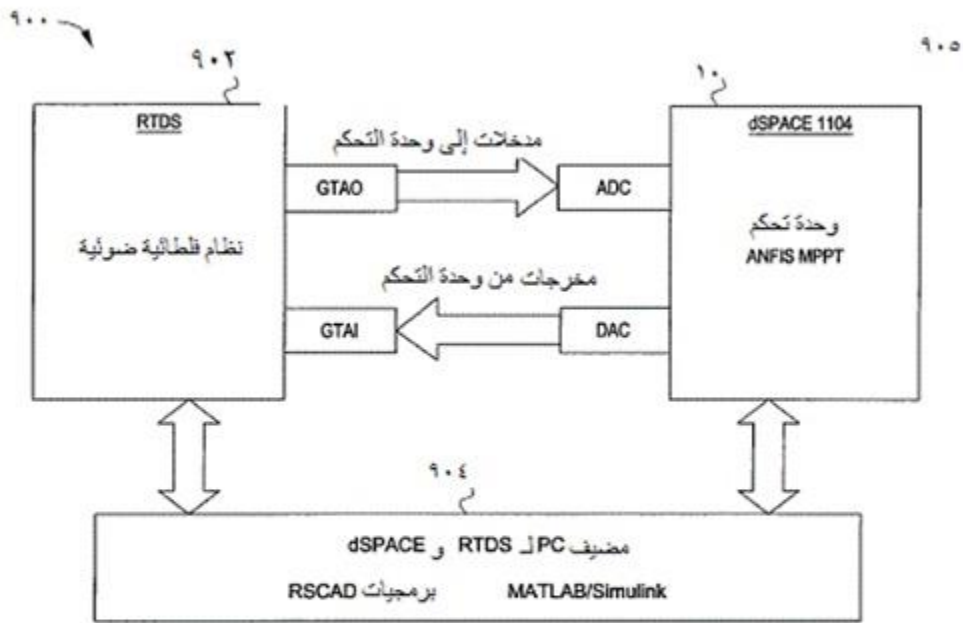 ٩٠٠
٩٠٢
١٠
٩٠٥
RTDS
نظام فلطائية ضوئية
GTAO
مدخلات إلى وحدة التحكم
ADC
dSPACE 1104
وحدة تحكم
ANFIS MPPT
GTAI
مخرجات من وحدة التحكم
DAC
٩٠٤
مضيف PC لـ RTDS و dSPACE
MATLAB/Simulink برمجيات RSCAD